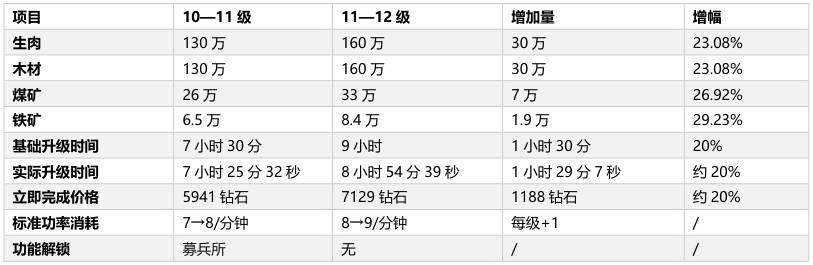 项目 10—11 级 11—12 级 增加量 增幅
生肉 130 万 160 万 30 万 23.08%
木材 130 万 160 万 30 万 23.08%
煤矿 26 万 33 万 7 万 26.92%
铁矿 6.5 万 8.4 万 1.9 万 29.23%
基础升级时间 7 小时 30 分 9 小时 1 小时 30 分 20%
实际升级时间 7 小时 25 分 32 秒 8 小时 54 分 39 秒 1 小时 29 分 7 秒 约 20%
立即完成价格 5941 钻石 7129 钻石 1188 钻石 约 20%
标准功率消耗 7→8/分钟 8→9/分钟 每级+1 /
功能解锁 募兵所 无 / /